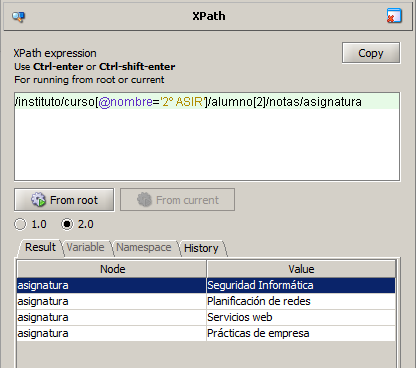 XPath
XPath expression
Copy
Use Ctrl-enter or Ctrl-shift-enter
For running from root or current
/instituto/curso[@nombre='2º ASIR']/alumno[2]/notas/asignatura
From root
From current
1.0
2.0
Result Variable Namespace History
Node Value
asignatura Seguridad Informática
asignatura Planificación de redes
asignatura Servicios web
asignatura Prácticas de empresa